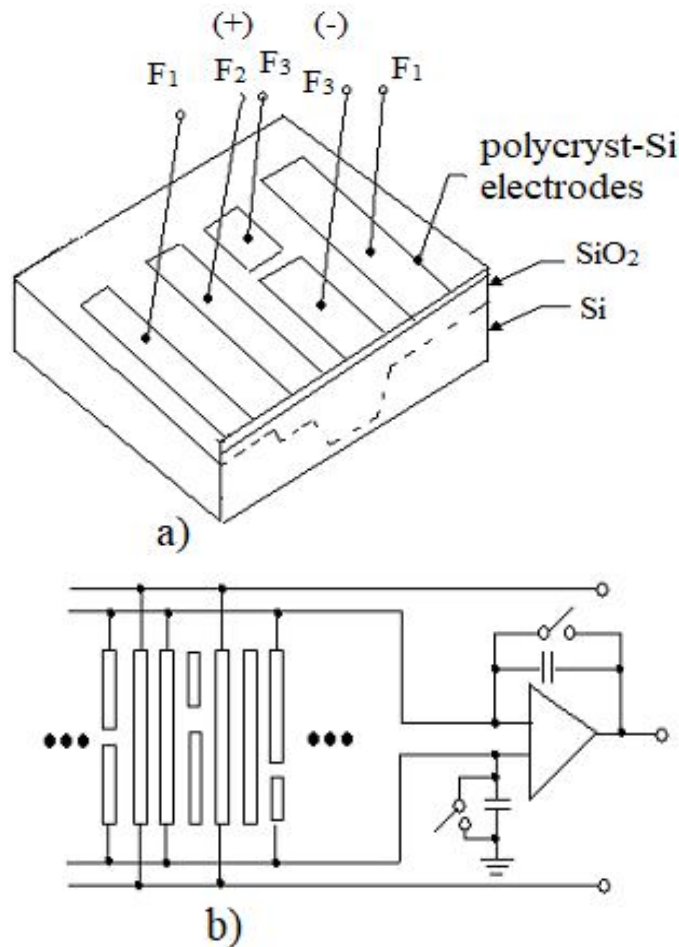 (+) (-)
F₁ F₂ F₃ F₃ F₁
polycryst-Si
electrodes
SiO₂
Si
a)
b)